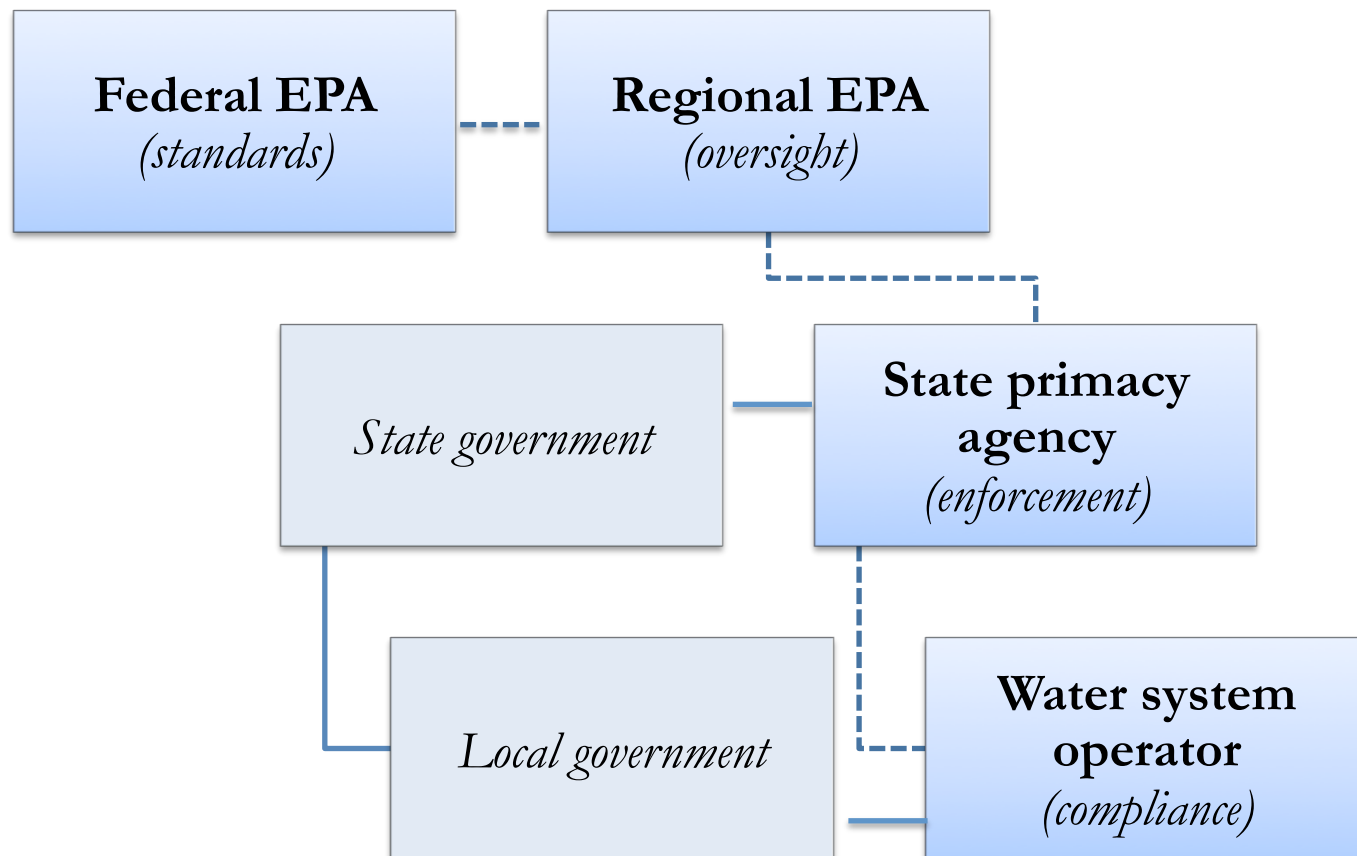 Federal EPA
(standards)
Regional EPA
(oversight)
State government
State primacy
agency
(enforcement)
Local government
Water system
operator
(compliance)